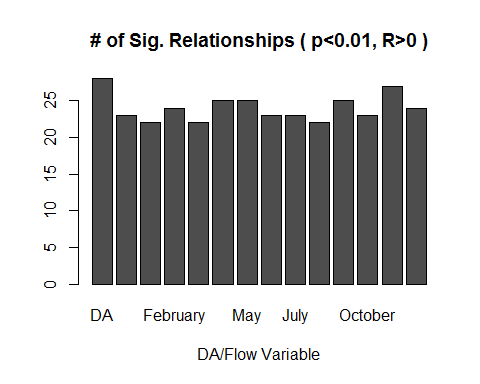 # of Sig. Relationships ( p<0.01, R>0 )
25
20
15
10
5
0
DA February May July October
DA/Flow Variable